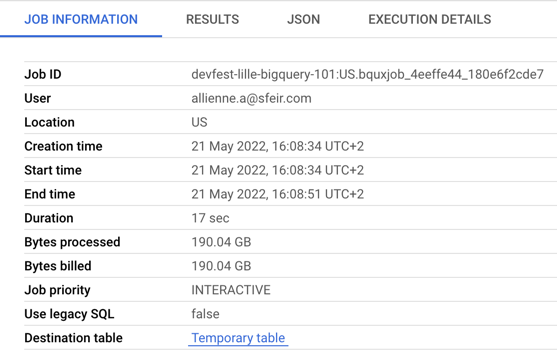 JOB INFORMATION RESULTS JSON EXECUTION DETAILS
Job ID devfest-lille-bigquery-101:US.bquxjob_4eeffe44_180e6f2cde7
User allienne.a@sfeir.com
Location US
Creation time 21 May 2022, 16:08:34 UTC+2
Start time 21 May 2022, 16:08:34 UTC+2
End time 21 May 2022, 16:08:51 UTC+2
Duration 17 sec
Bytes processed 190.04 GB
Bytes billed 190.04 GB
Job priority INTERACTIVE
Use legacy SQL false
Destination table Temporary table